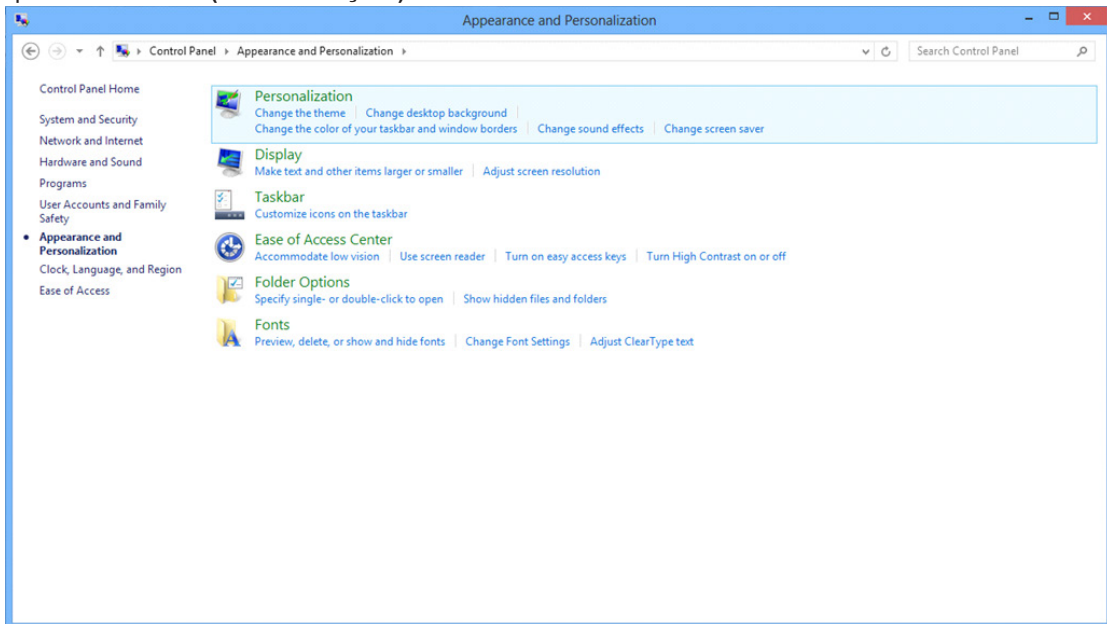 Appearance and Personalization
Control Panel Appearance and Personalization
Search Control Panel
Control Panel Home
System and Security
Network and Internet
Hardware and Sound
Programs
User Accounts and Family
Safety
Appearance and
Personalization
Clock, Language, and Region
Ease of Access
Personalization
Change the theme Change desktop background
Change the color of your taskbar and window borders Change sound effects Change screen saver
Display
Make text and other items larger or smaller Adjust screen resolution
Taskbar
Customize icons on the taskbar
Ease of Access Center
Accommodate low vision Use screen reader Turn on easy access keys Turn High Contrast on or off
Folder Options
Specify single- or double-click to open Show hidden files and folders
Fonts
Preview, delete, or show and hide fonts Change Font Settings Adjust ClearType text